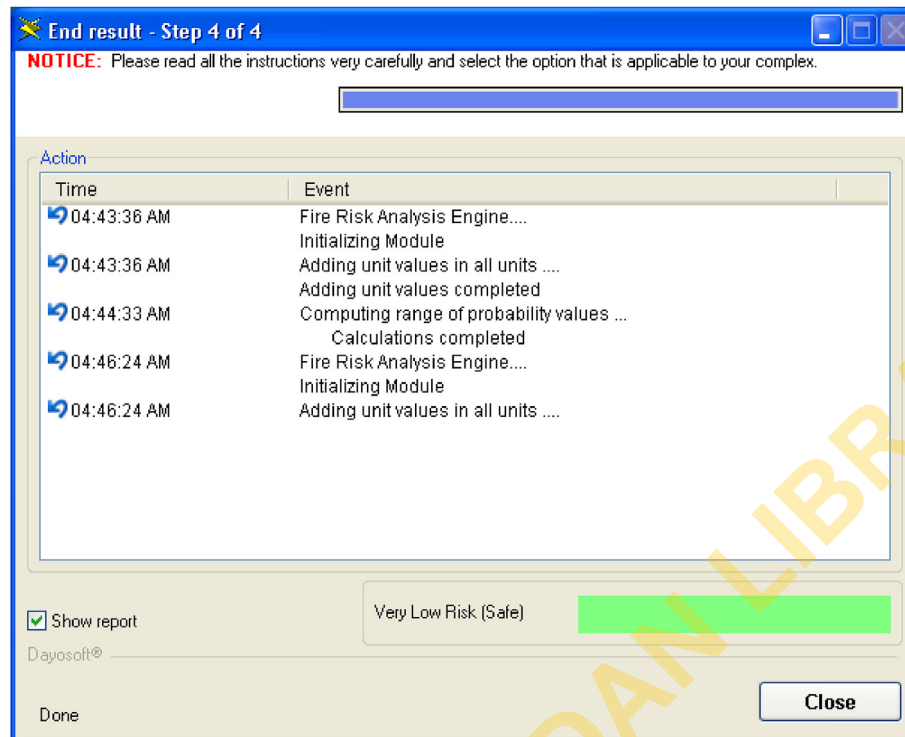 End result - Step 4 of 4
NOTICE: Please read all the instructions very carefully and select the option that is applicable to your complex.
Action
Time Event
04:43:36 AM Fire Risk Analysis Engine....
Initializing Module
04:43:36 AM Adding unit values in all units ....
Adding unit values completed
04:44:33 AM Computing range of probability values ...
Calculations completed
04:46:24 AM Fire Risk Analysis Engine....
Initializing Module
04:46:24 AM Adding unit values in all units ....
Show report
Very Low Risk (Safe)
Dayosoft®
Done
Close
DAN LIBR